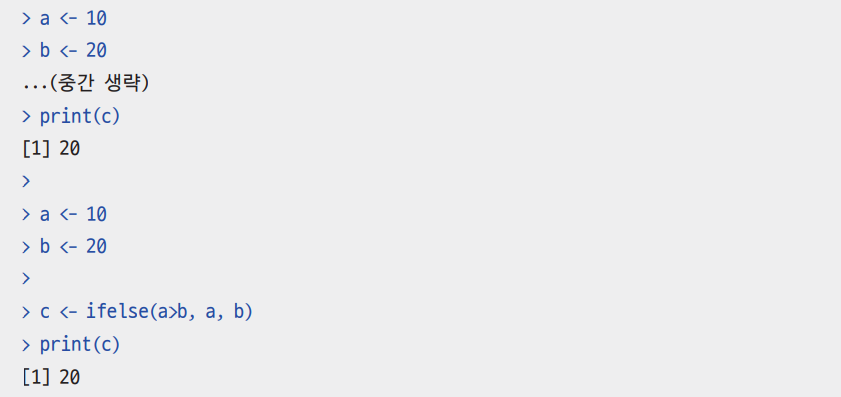 > a <- 10
> b <- 20
...(중간 생략)
> print(c)
[1] 20
>
> a <- 10
> b <- 20
>
> c <- ifelse(a>b, a, b)
> print(c)
[1] 20